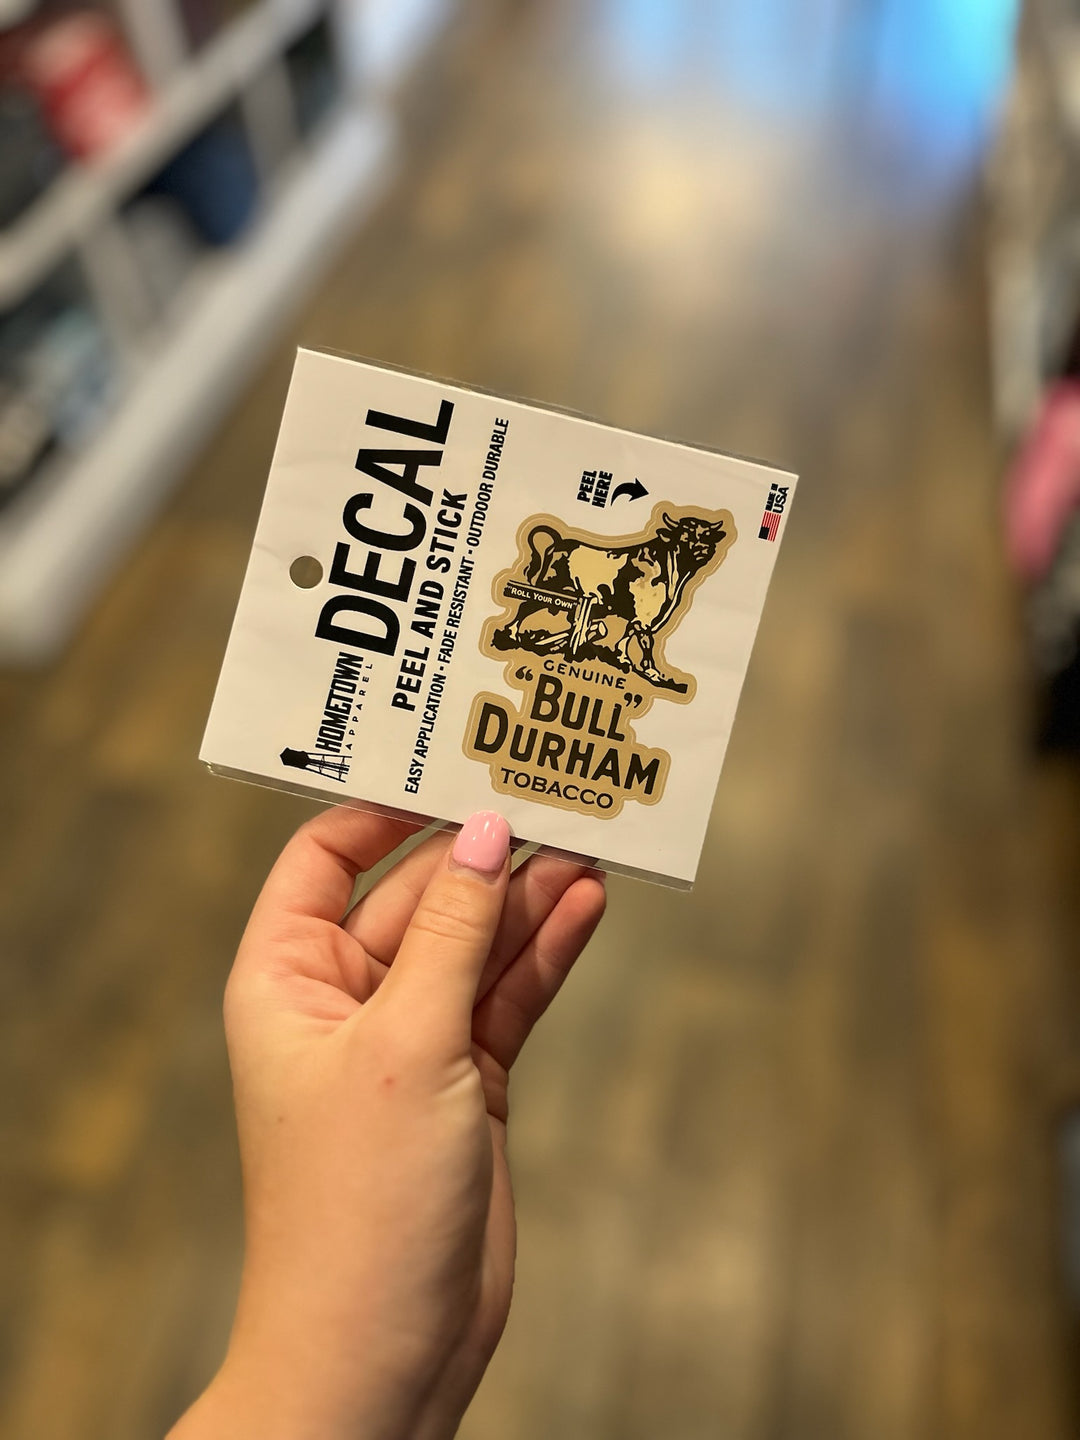 HOMETOWN
APPAREL
DECAL
PEEL AND STICK
EASY APPLICATION • FADE RESISTANT • OUTDOOR DURABLE
PEEL
HERE
MADE IN
USA
"ROLL YOUR OWN"
GENUINE
“BULL”
DURHAM
TOBACCO